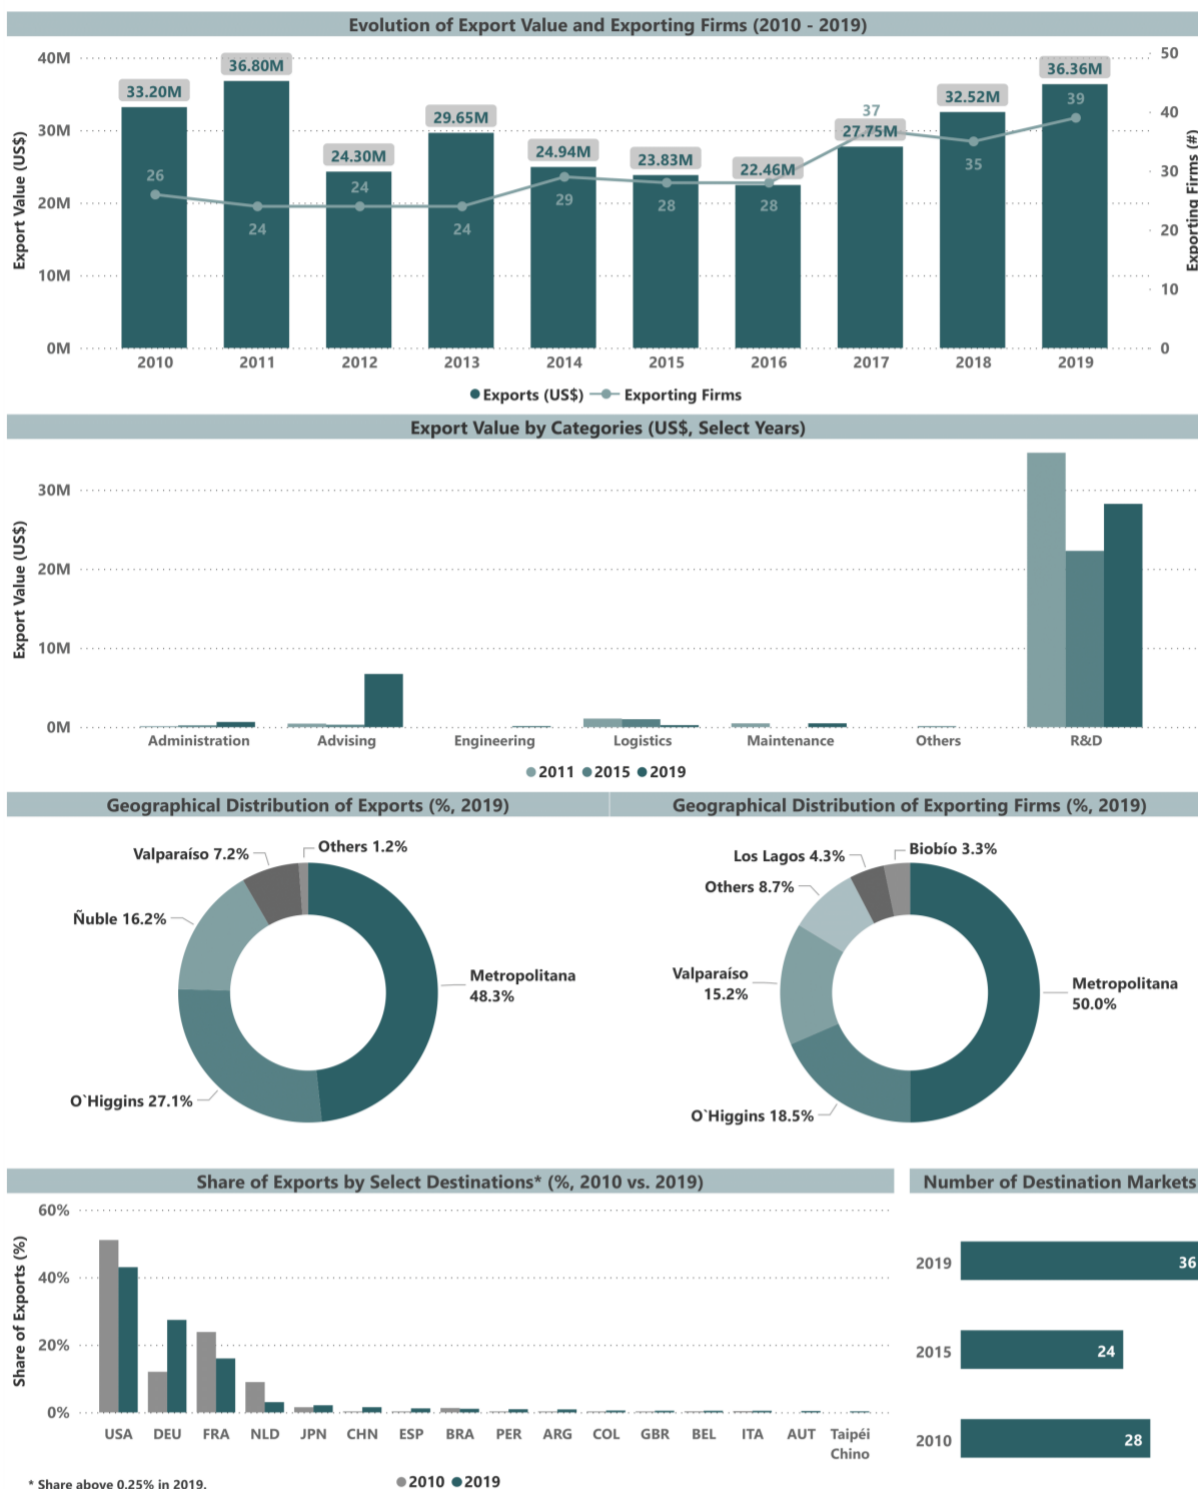 Evolution of Export Value and Exporting Firms (2010 - 2019)
Export Value (US$)
40M
30M
20M
10M
0M
33.20M
36.80M
24.30M
29.65M
24.94M
23.83M
22.46M
27.75M
32.52M
36.36M
26
24
24
24
29
28
28
37
35
39
50
40
30
20
10
0
Exporting Firms (#)
2010 2011 2012 2013 2014 2015 2016 2017 2018 2019
Exports (US$) Exporting Firms
Export Value by Categories (US$, Select Years)
Export Value (US$)
30M
20M
10M
0M
Administration Advising Engineering Logistics Maintenance Others R&D
2011 2015 2019
Geographical Distribution of Exports (%, 2019)
Others 1.2%
Valparaíso 7.2%
Ñuble 16.2%
Metropolitana
48.3%
O`Higgins 27.1%
Geographical Distribution of Exporting Firms (%, 2019)
Biobío 3.3%
Los Lagos 4.3%
Others 8.7%
Valparaíso
15.2%
Metropolitana
50.0%
O`Higgins 18.5%
Share of Exports by Select Destinations* (%, 2010 vs. 2019)
Share of Exports (%)
60%
40%
20%
0%
USA DEU FRA NLD JPN CHN ESP BRA PER ARG COL GBR BEL ITA AUT Taipéi
Chino
* Share above 0.25% in 2019.
2010 2019
Number of Destination Markets
2019 36
2015 24
2010 28